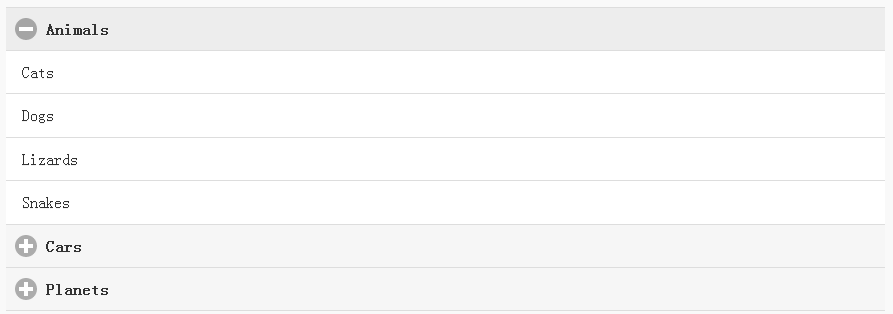 Animals
Cats
Dogs
Lizards
Snakes
Cars
Planets